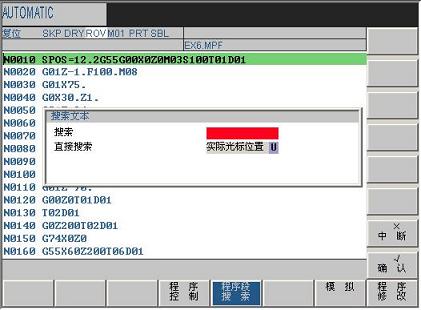 AUTOMATIC
复位 SKP DRY ROV M01 PRT SBL
EX6.MPF
N0010 SPOS=12.2G55G00X0Z0M03S100T01D01
N0020 G01Z-1.F100.M08
N0030 G01X75.
N0040 G0X30.Z1.
N0050
搜索文本
N0060
搜索
N0070
直接搜索 实际光标位置 U
N0080
N0090
N0100
N0110 G01Z-70.
N0120 G00Z0T01D01
N0130 T02D01
N0140 G0Z200T02D01
N0150 G74X0Z0
N0160 G55X60Z200T06D01
× 中断
√ 确认
程序控制
程序段搜索
模拟
程序修改